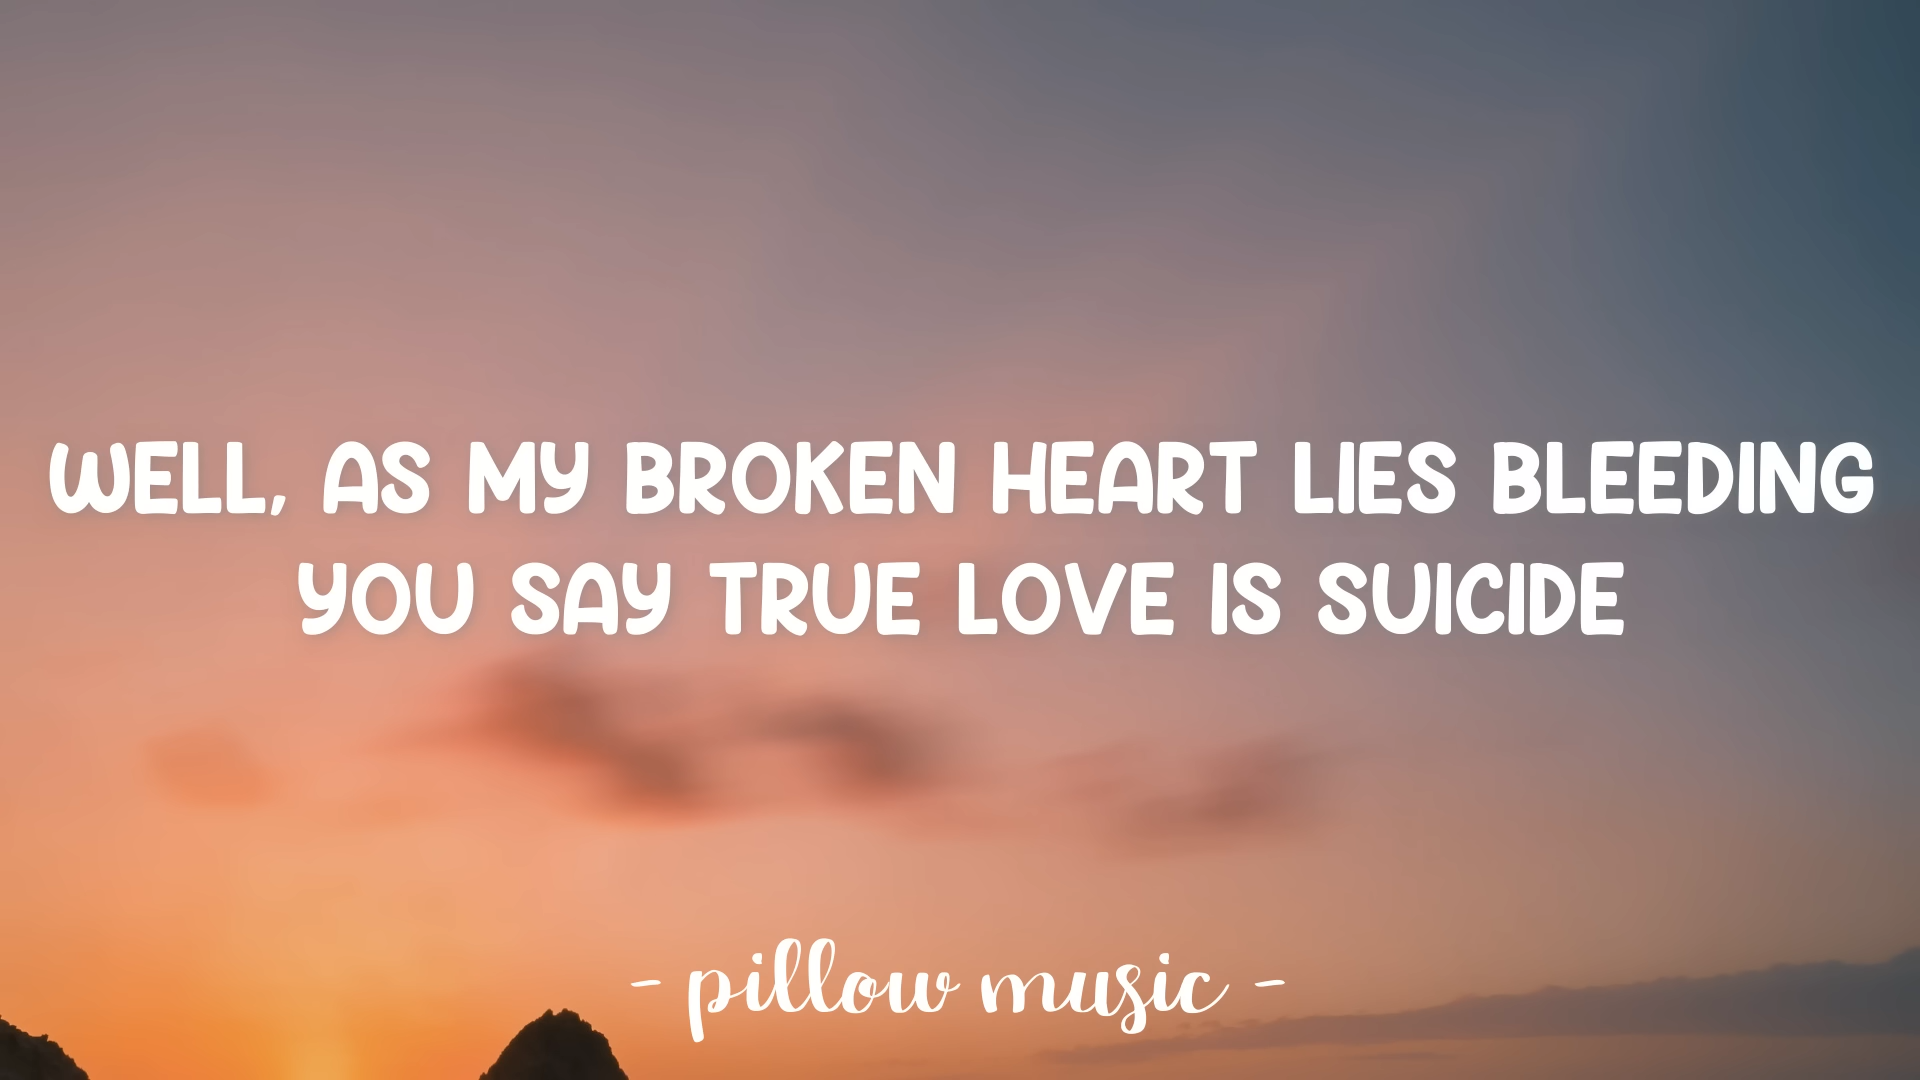 WELL, AS MY BROKEN HEART LIES BLEEDING
YOU SAY TRUE LOVE IS SUICIDE
- pillow music -